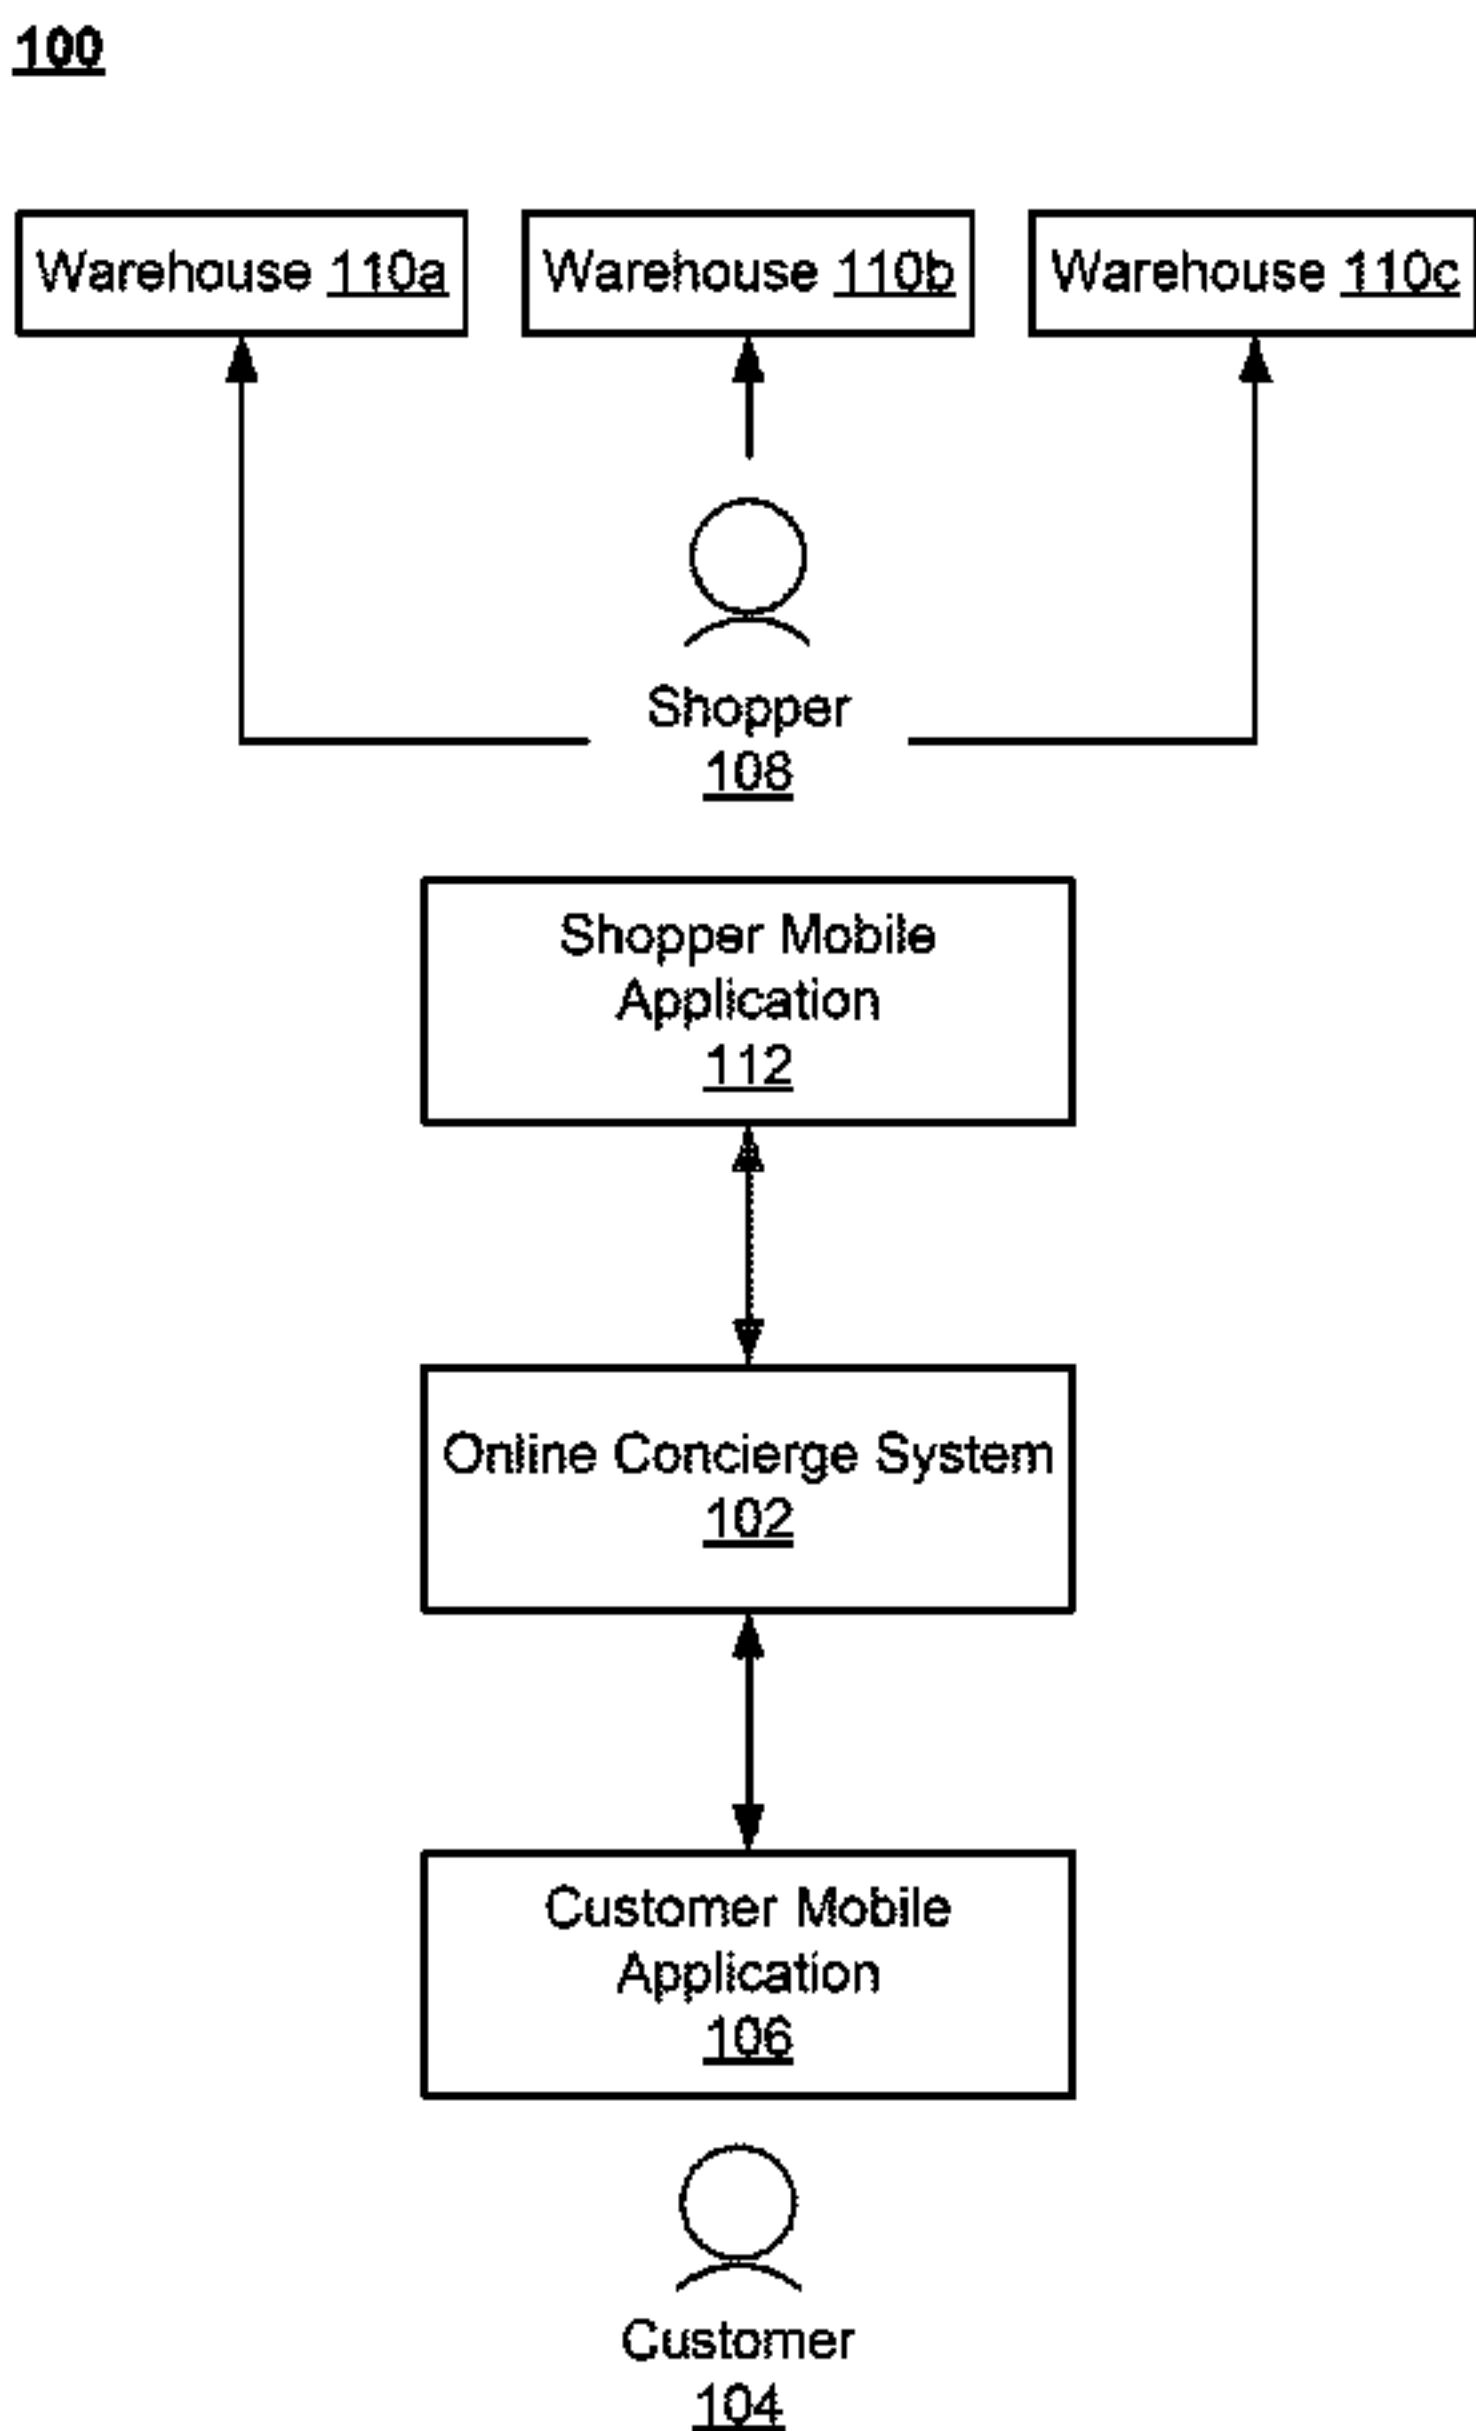 100
Warehouse 110a
Warehouse 110b
Warehouse 110c
Shopper
108
Shopper Mobile
Application
112
Online Concierge System
102
Customer Mobile
Application
106
Customer
104